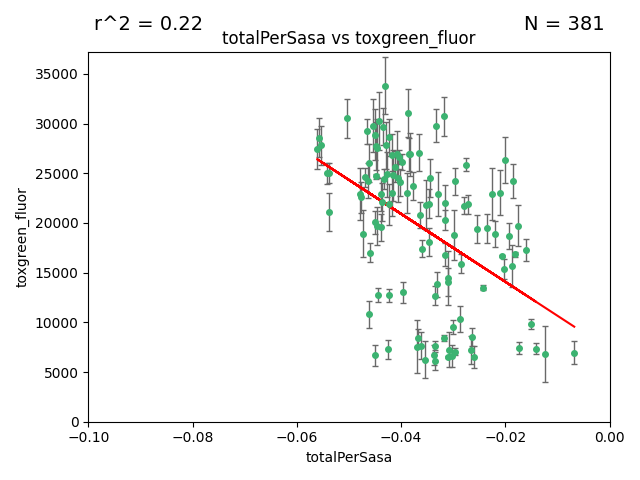 r^2 = 0.22
N = 381
totalPerSasa vs toxgreen_fluor
toxgreen_fluor
35000
30000
25000
20000
15000
10000
5000
0
−0.10
−0.08
−0.06
−0.04
−0.02
0.00
totalPerSasa